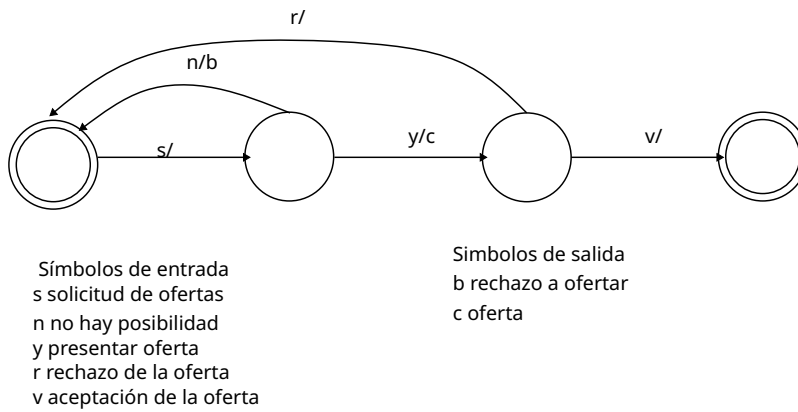 r/
n/b
s/
y/c
v/
Símbolos de entrada
s solicitud de ofertas
n no hay posibilidad
y presentar oferta
r rechazo de la oferta
v aceptación de la oferta
Simbolos de salida
b rechazo a ofertar
c oferta